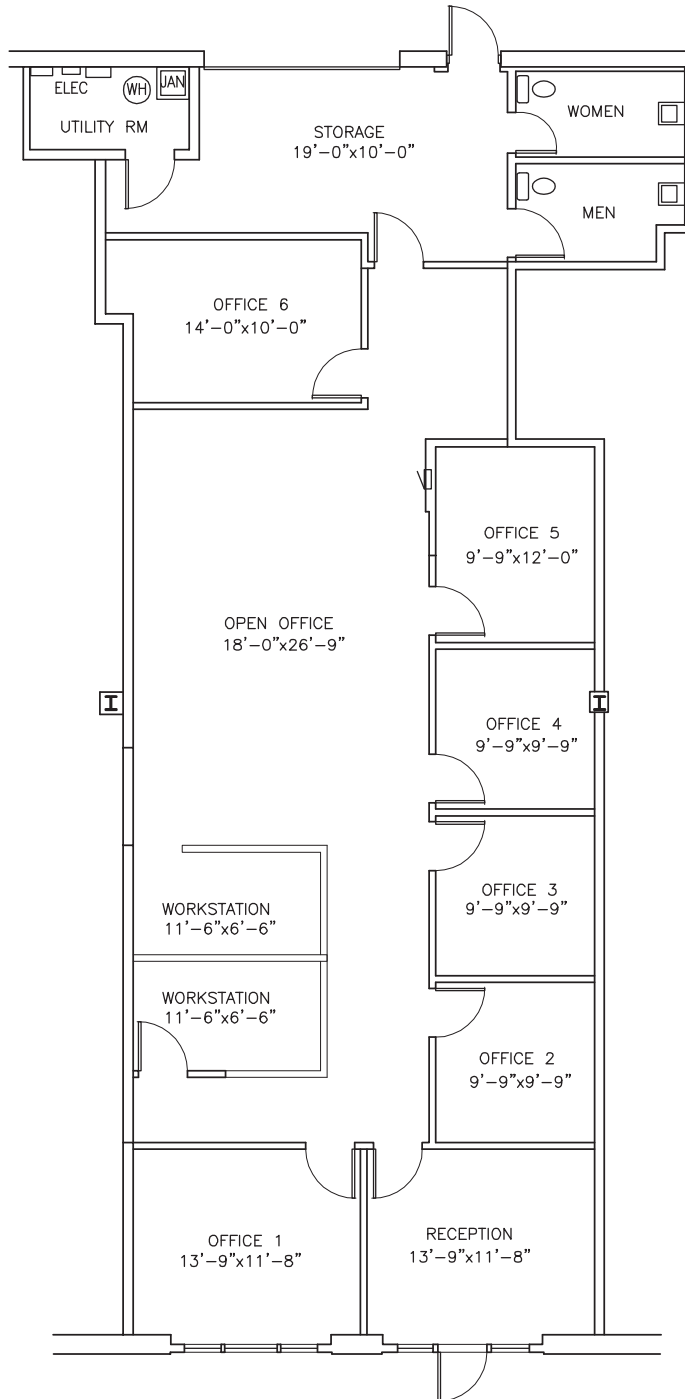 ELEC
WH
JAN
UTILITY RM
STORAGE
19'-0"x10'-0"
WOMEN
MEN
OFFICE 6
14'-0"x10'-0"
OFFICE 5
9'-9"x12'-0"
OPEN OFFICE
18'-0"x26'-9"
I
I
OFFICE 4
9'-9"x9'-9"
OFFICE 3
9'-9"x9'-9"
WORKSTATION
11'-6"x6'-6"
WORKSTATION
11'-6"x6'-6"
OFFICE 2
9'-9"x9'-9"
OFFICE 1
13'-9"x11'-8"
RECEPTION
13'-9"x11'-8"